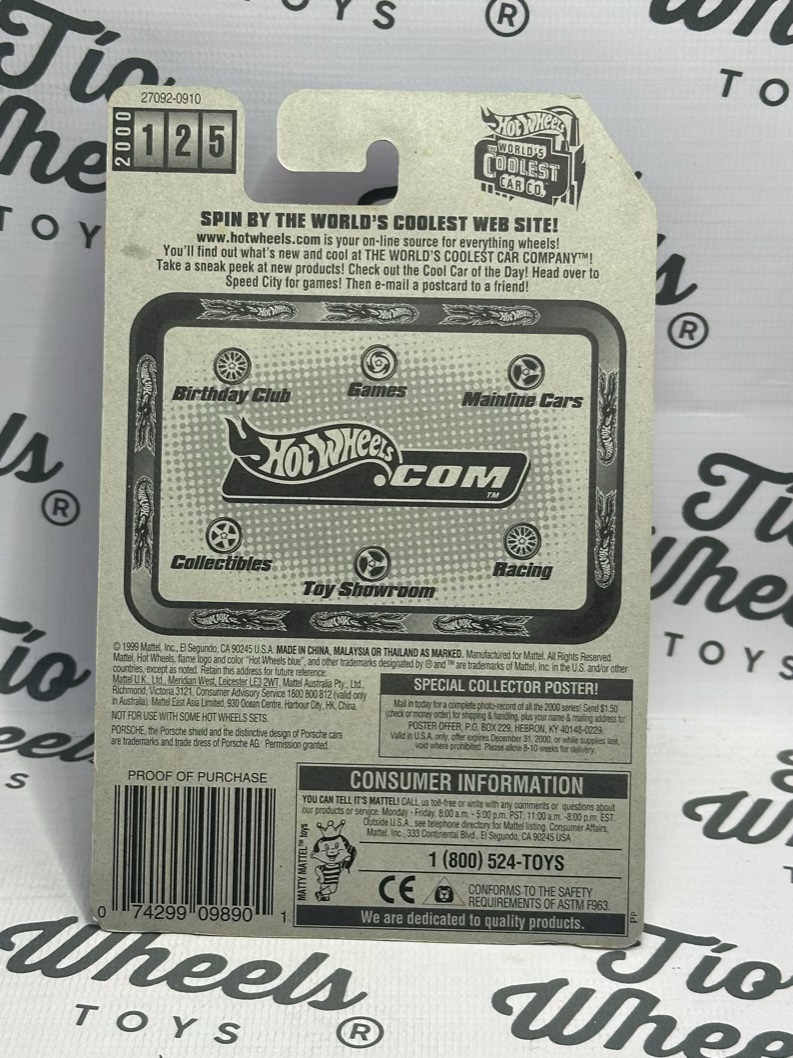 27092-0910
2000
125
HOT WHEELS
THE WORLD'S
COOLEST
CAR CO.
SPIN BY THE WORLD'S COOLEST WEB SITE!
www.hotwheels.com is your on-line source for everything wheels!
You'll find out what's new and cool at THE WORLD'S COOLEST CAR COMPANY™!
Take a sneak peek at new products! Check out the Cool Car of the Day! Head over to
Speed City for games! Then e-mail a postcard to a friend!
Birthday Club
Games
Mainline Cars
HOT WHEELS
.COM
TM
Collectibles
Toy Showroom
Racing
© 1999 Mattel, Inc., El Segundo, CA 90245 U.S.A. MADE IN CHINA, MALAYSIA OR THAILAND AS MARKED. Manufactured for Mattel. All Rights Reserved.
Mattel, Hot Wheels, flame logo and color "Hot Wheels blue", and other trademarks designated by ® and ™ are trademarks of Mattel, Inc. in the U.S. and/or other
countries, except as noted. Retain this address for future reference:
Mattel U.K., Ltd., Meridian West, Leicester LE3 2WT. Mattel Australia Pty., Ltd.,
Richmond, Victoria 3121. Consumer Advisory Service 1800 800 812 (valid only
in Australia). Mattel East Asia Limited, 930 Ocean Centre, Harbour City, HK, China.
NOT FOR USE WITH SOME HOT WHEELS SETS.
PORSCHE, the Porsche shield and the distinctive design of Porsche cars
are trademarks and trade dress of Porsche AG. Permission granted.
SPECIAL COLLECTOR POSTER!
Mail in today for a complete photo-record of all the 2000 series! Send $1.50
(check or money order) for shipping & handling, plus your name & mailing address to:
POSTER OFFER, P.O. BOX 229, HEBRON, KY 40148-0229.
Valid in U.S.A. only, offer expires December 31, 2000, or while supplies last,
void where prohibited. Please allow 8-10 weeks for delivery.
PROOF OF PURCHASE
0 74299 09890 1
CONSUMER INFORMATION
YOU CAN TELL IT'S MATTEL! CALL us toll-free or write with any comments or questions about
our products or service. Monday - Friday, 8:00 a.m. - 5:00 p.m. PST; 11:00 a.m. -8:00 p.m. EST.
Outside U.S.A., see telephone directory for Mattel listing. Consumer Affairs,
Mattel, Inc., 333 Continental Blvd., El Segundo, CA 90245 USA
MATTY MATTEL™ toys
1 (800) 524-TOYS
CE
CONFORMS TO THE SAFETY
REQUIREMENTS OF ASTM F963.
We are dedicated to quality products.
PP
Tio
Wheels
TOYS
®